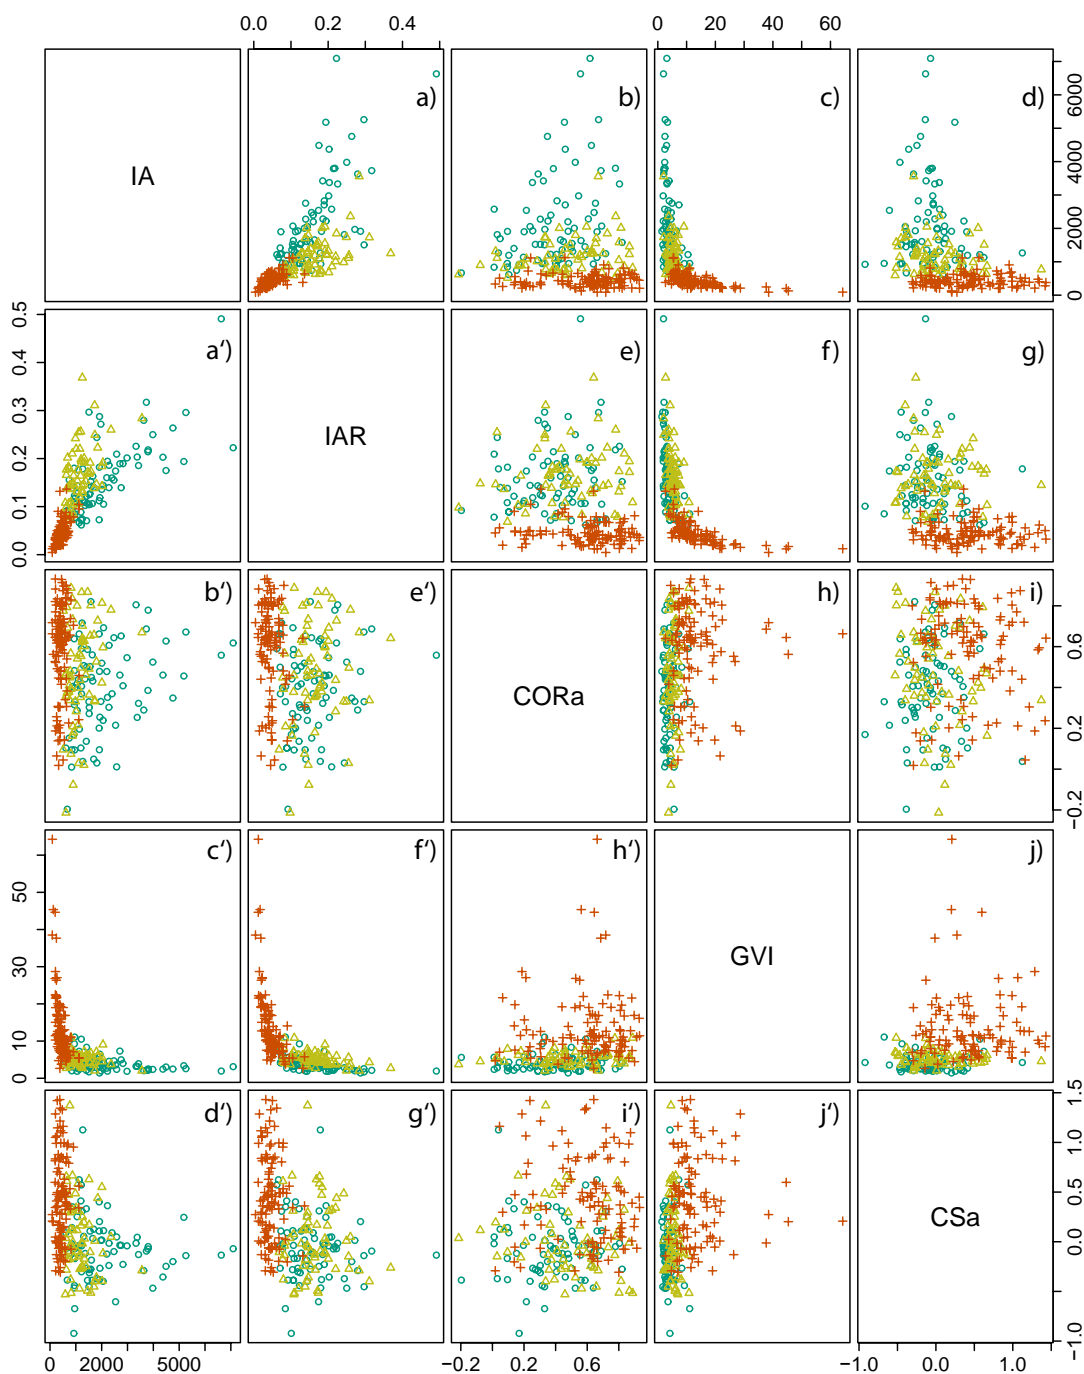 0.0 0.2 0.4 0 20 40 60
IA a) b) c) d) 0 2000 4000 6000
0.0 0.1 0.2 0.3 0.4 0.5 a‘) IAR e) f) g)
b‘) e‘) CORa h) i) −0.2 0.2 0.6
0 10 30 50 c‘) f‘) h‘) GVI j)
d‘) g‘) i‘) j‘) CSa −1.0 0.0 0.5 1.0 1.5
0 2000 5000 −0.2 0.2 0.6 −1.0 0.0 1.0